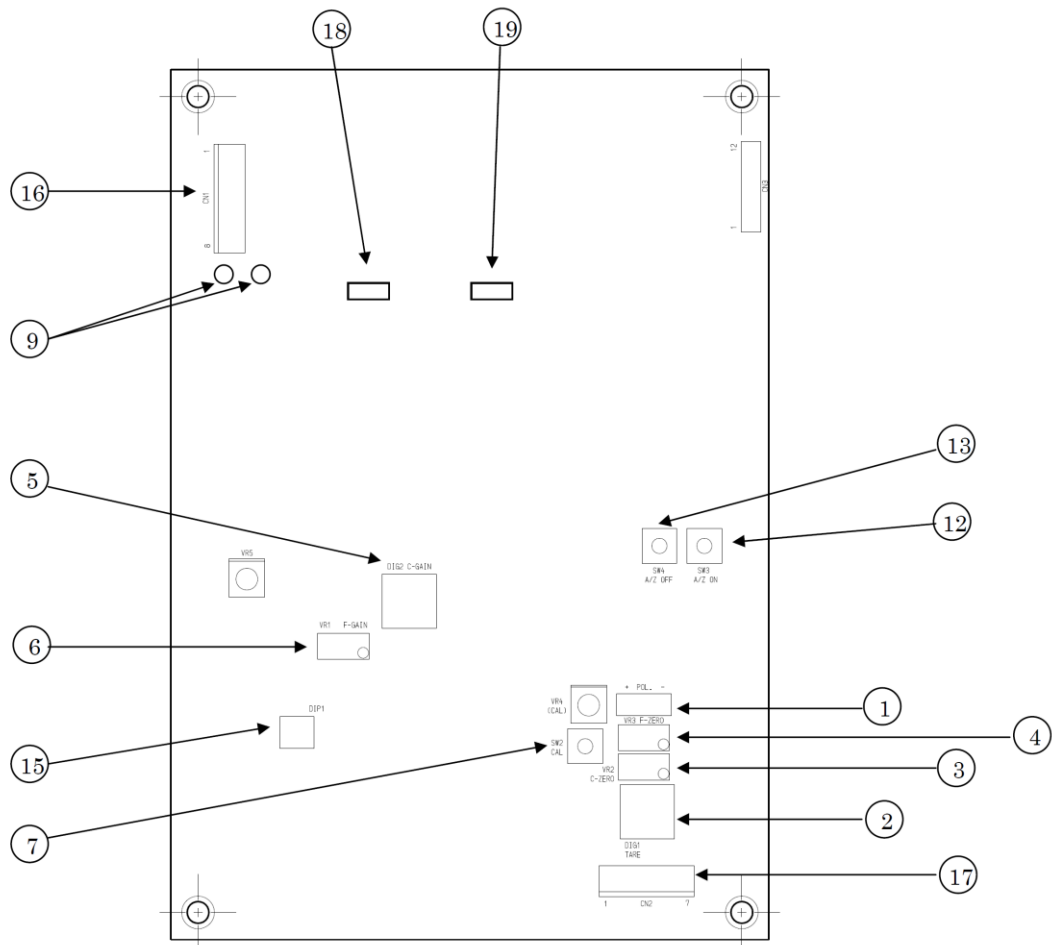 18
19
1
CN1
8
16
12
CN3
1
9
5
13
12
SW4
A/Z OFF
SW3
A/Z ON
VR5
DIG2 C-GAIN
VR1 F-GAIN
6
DIP1
15
VR4
(CAL)
+ POL. -
1
VR3 F-ZERO
4
SW2
CAL
VR2
C-ZERO
3
7
2
DIG1
TARE
17
1 CN2 7